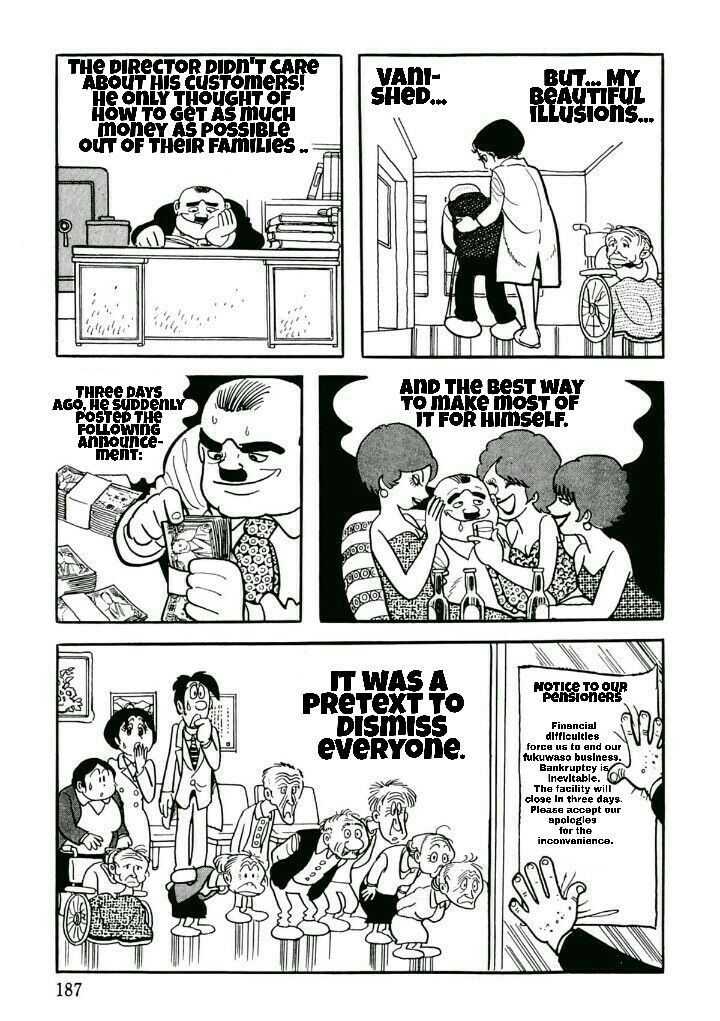 BUT... MY
BEAUTIFUL
ILLUSIONS...
VANI-
SHED...
THE DIRECTOR DIDN'T CARE
ABOUT HIS CUSTOMERS!
HE ONLY THOUGHT OF
HOW TO GET AS MUCH
MONEY AS POSSIBLE
OUT OF THEIR FAMILIES ..
AND THE BEST WAY
TO MAKE MOST OF
IT FOR HIMSELF.
THREE DAYS
AGO, HE SUDDENLY
POSTED THE
FOLLOWING
ANNOUNCE-
MENT:
NOTICE TO OUR
PENSIONERS
Financial
difficulties
force us to end our
fukuwaso business.
Bankruptcy is
inevitable.
The facility will
close in three days.
Please accept our
apologies
for the
inconvenience.
IT WAS A
PRETEXT TO
DISMISS
EVERYONE.
187